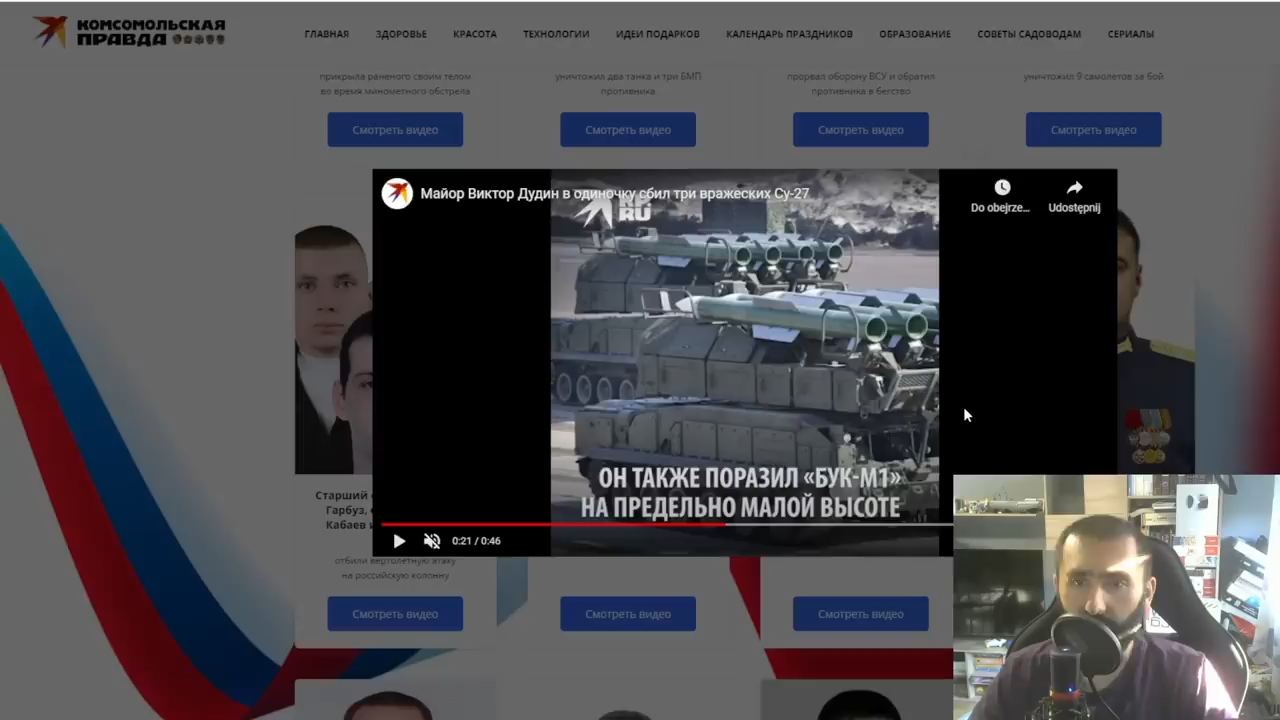 КОМСОМОЛЬСКАЯ
ПРАВДА
ГЛАВНАЯ ЗДОРОВЬЕ КРАСОТА ТЕХНОЛОГИИ ИДЕИ ПОДАРКОВ КАЛЕНДАРЬ ПРАЗДНИКОВ ОБРАЗОВАНИЕ СОВЕТЫ САДОВОДАМ СЕРИАЛЫ
прикрыла раненого своим телом
во время минометного обстрела
уничтожил два танка и три БМП
противника
прорвал оборону ВСУ и обратил
противника в бегство
уничтожил 9 самолетов за бой
Смотреть видео
Смотреть видео
Смотреть видео
Смотреть видео
Майор Виктор Дудин в одиночку сбил три вражеских Су-27
Do obejrze...
Udostępnij
RU
ОН ТАКЖЕ ПОРАЗИЛ «БУК-М1»
НА ПРЕДЕЛЬНО МАЛОЙ ВЫСОТЕ
0:21 / 0:46
Старший
Гарбуз,
Кабаев и
отбили вертолетную атаку
на российскую колонну
Смотреть видео
Смотреть видео
Смотреть видео